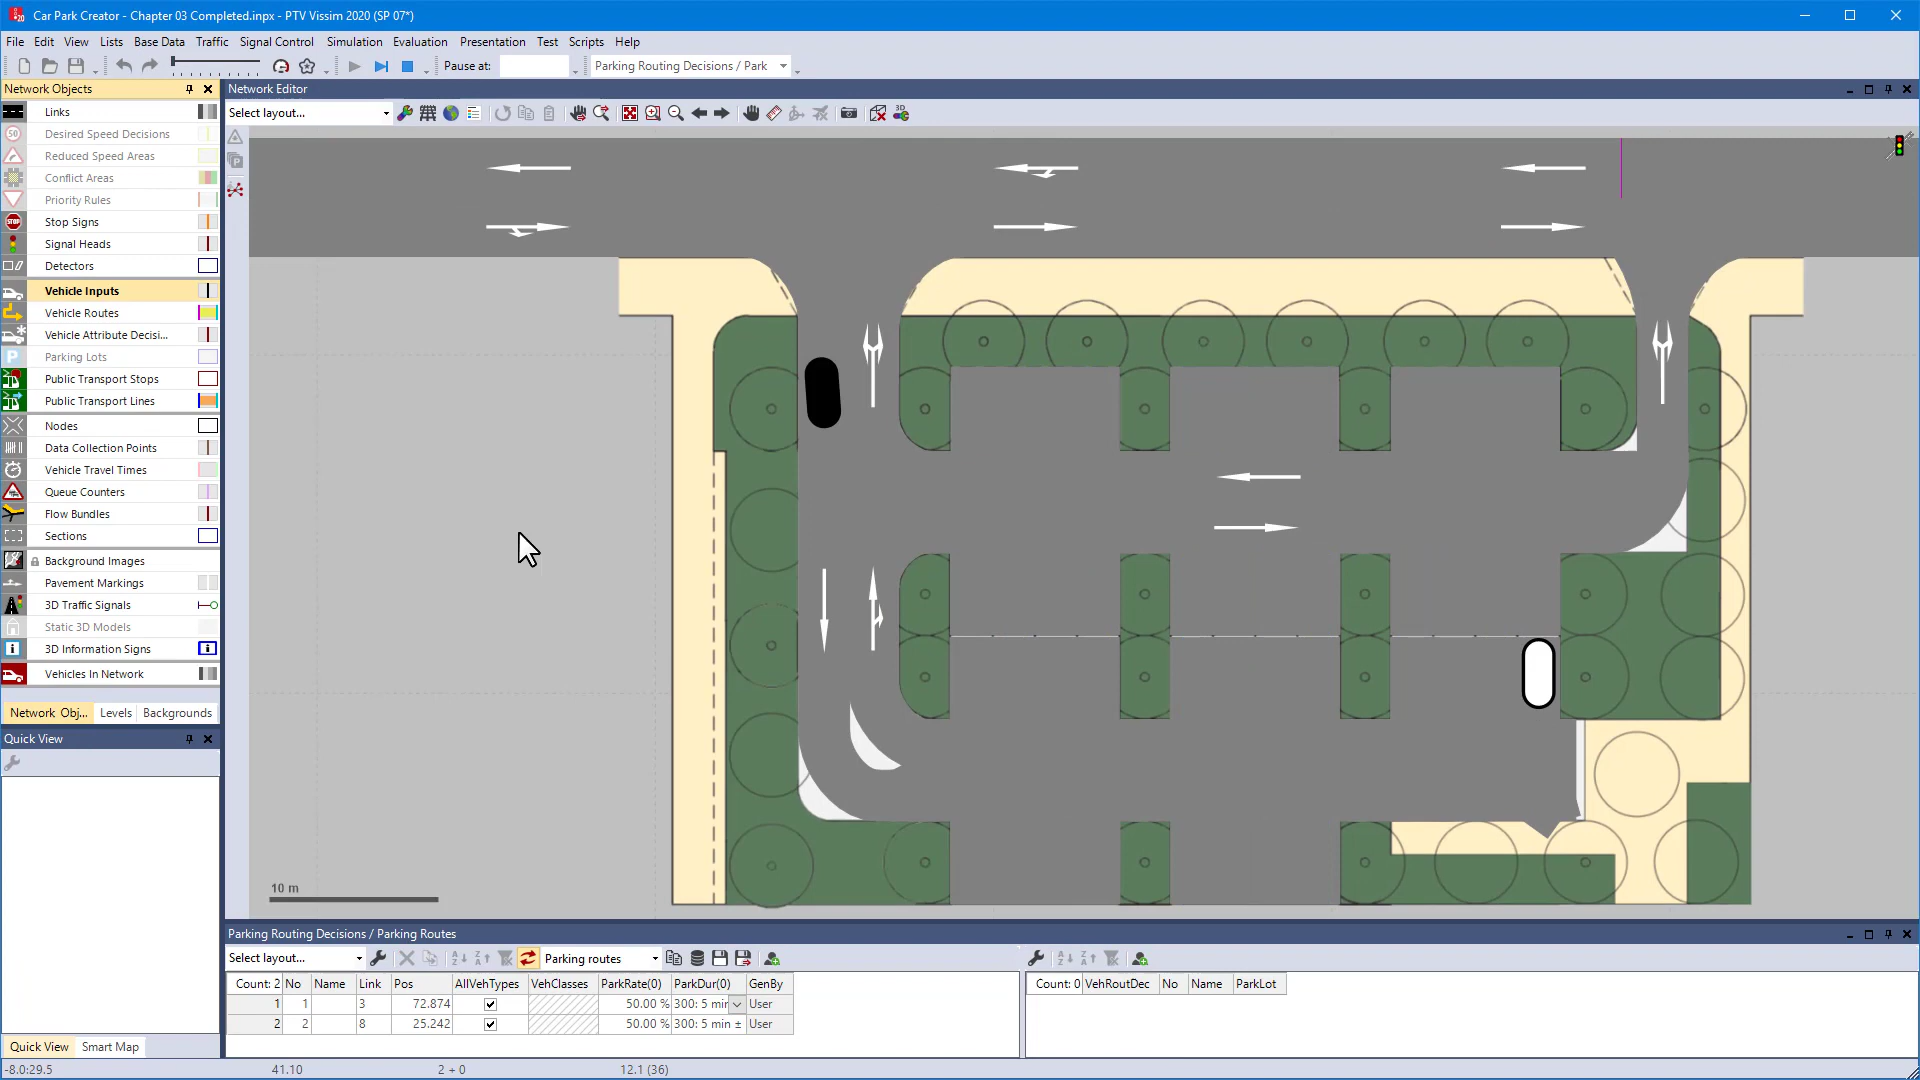 Car Park Creator - Chapter 03 Completed.inpx - PTV Vissim 2020 (SP 07*)
File Edit View Lists Base Data Traffic Signal Control Simulation Evaluation Presentation Test Scripts Help
Pause at: Parking Routing Decisions / Park
Network Objects
Network Editor
Select layout...
Links
50 Desired Speed Decisions
Reduced Speed Areas
Conflict Areas
Priority Rules
STOP Stop Signs
Signal Heads
Detectors
Vehicle Inputs
Vehicle Routes
Vehicle Attribute Decisi...
P Parking Lots
Public Transport Stops
Public Transport Lines
Nodes
Data Collection Points
Vehicle Travel Times
Queue Counters
Flow Bundles
Sections
Background Images
Pavement Markings
3D Traffic Signals
Static 3D Models
3D Information Signs
Vehicles In Network
Network Obj... Levels Backgrounds
Quick View
10 m
Parking Routing Decisions / Parking Routes
Select layout... Parking routes
Count: 2 No Name Link Pos AllVehTypes VehClasses ParkRate(0) ParkDur(0) GenBy
1 1 3 72.874 50.00 % 300: 5 min User
2 2 8 25.242 50.00 % 300: 5 min ± User
Count: 0 VehRoutDec No Name ParkLot
Quick View Smart Map
-8.0:29.5 41.10 2 + 0 12.1 (36)